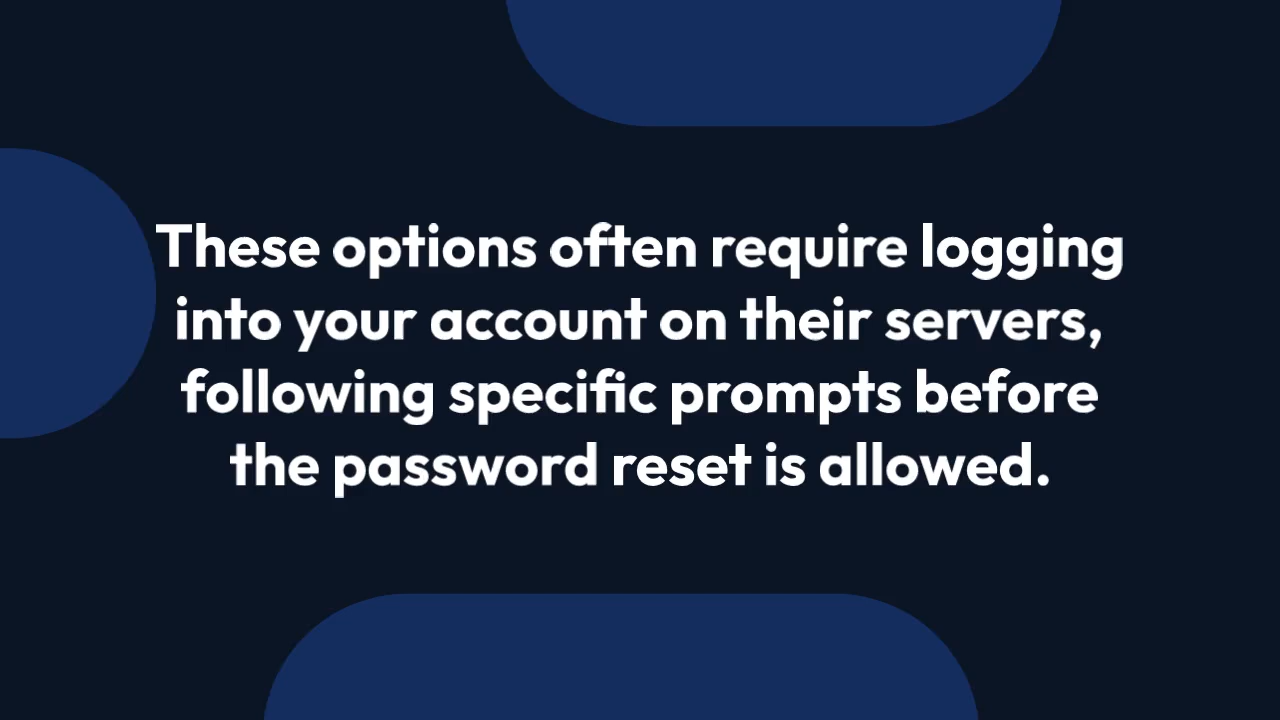 These options often require logging
into your account on their servers,
following specific prompts before
the password reset is allowed.